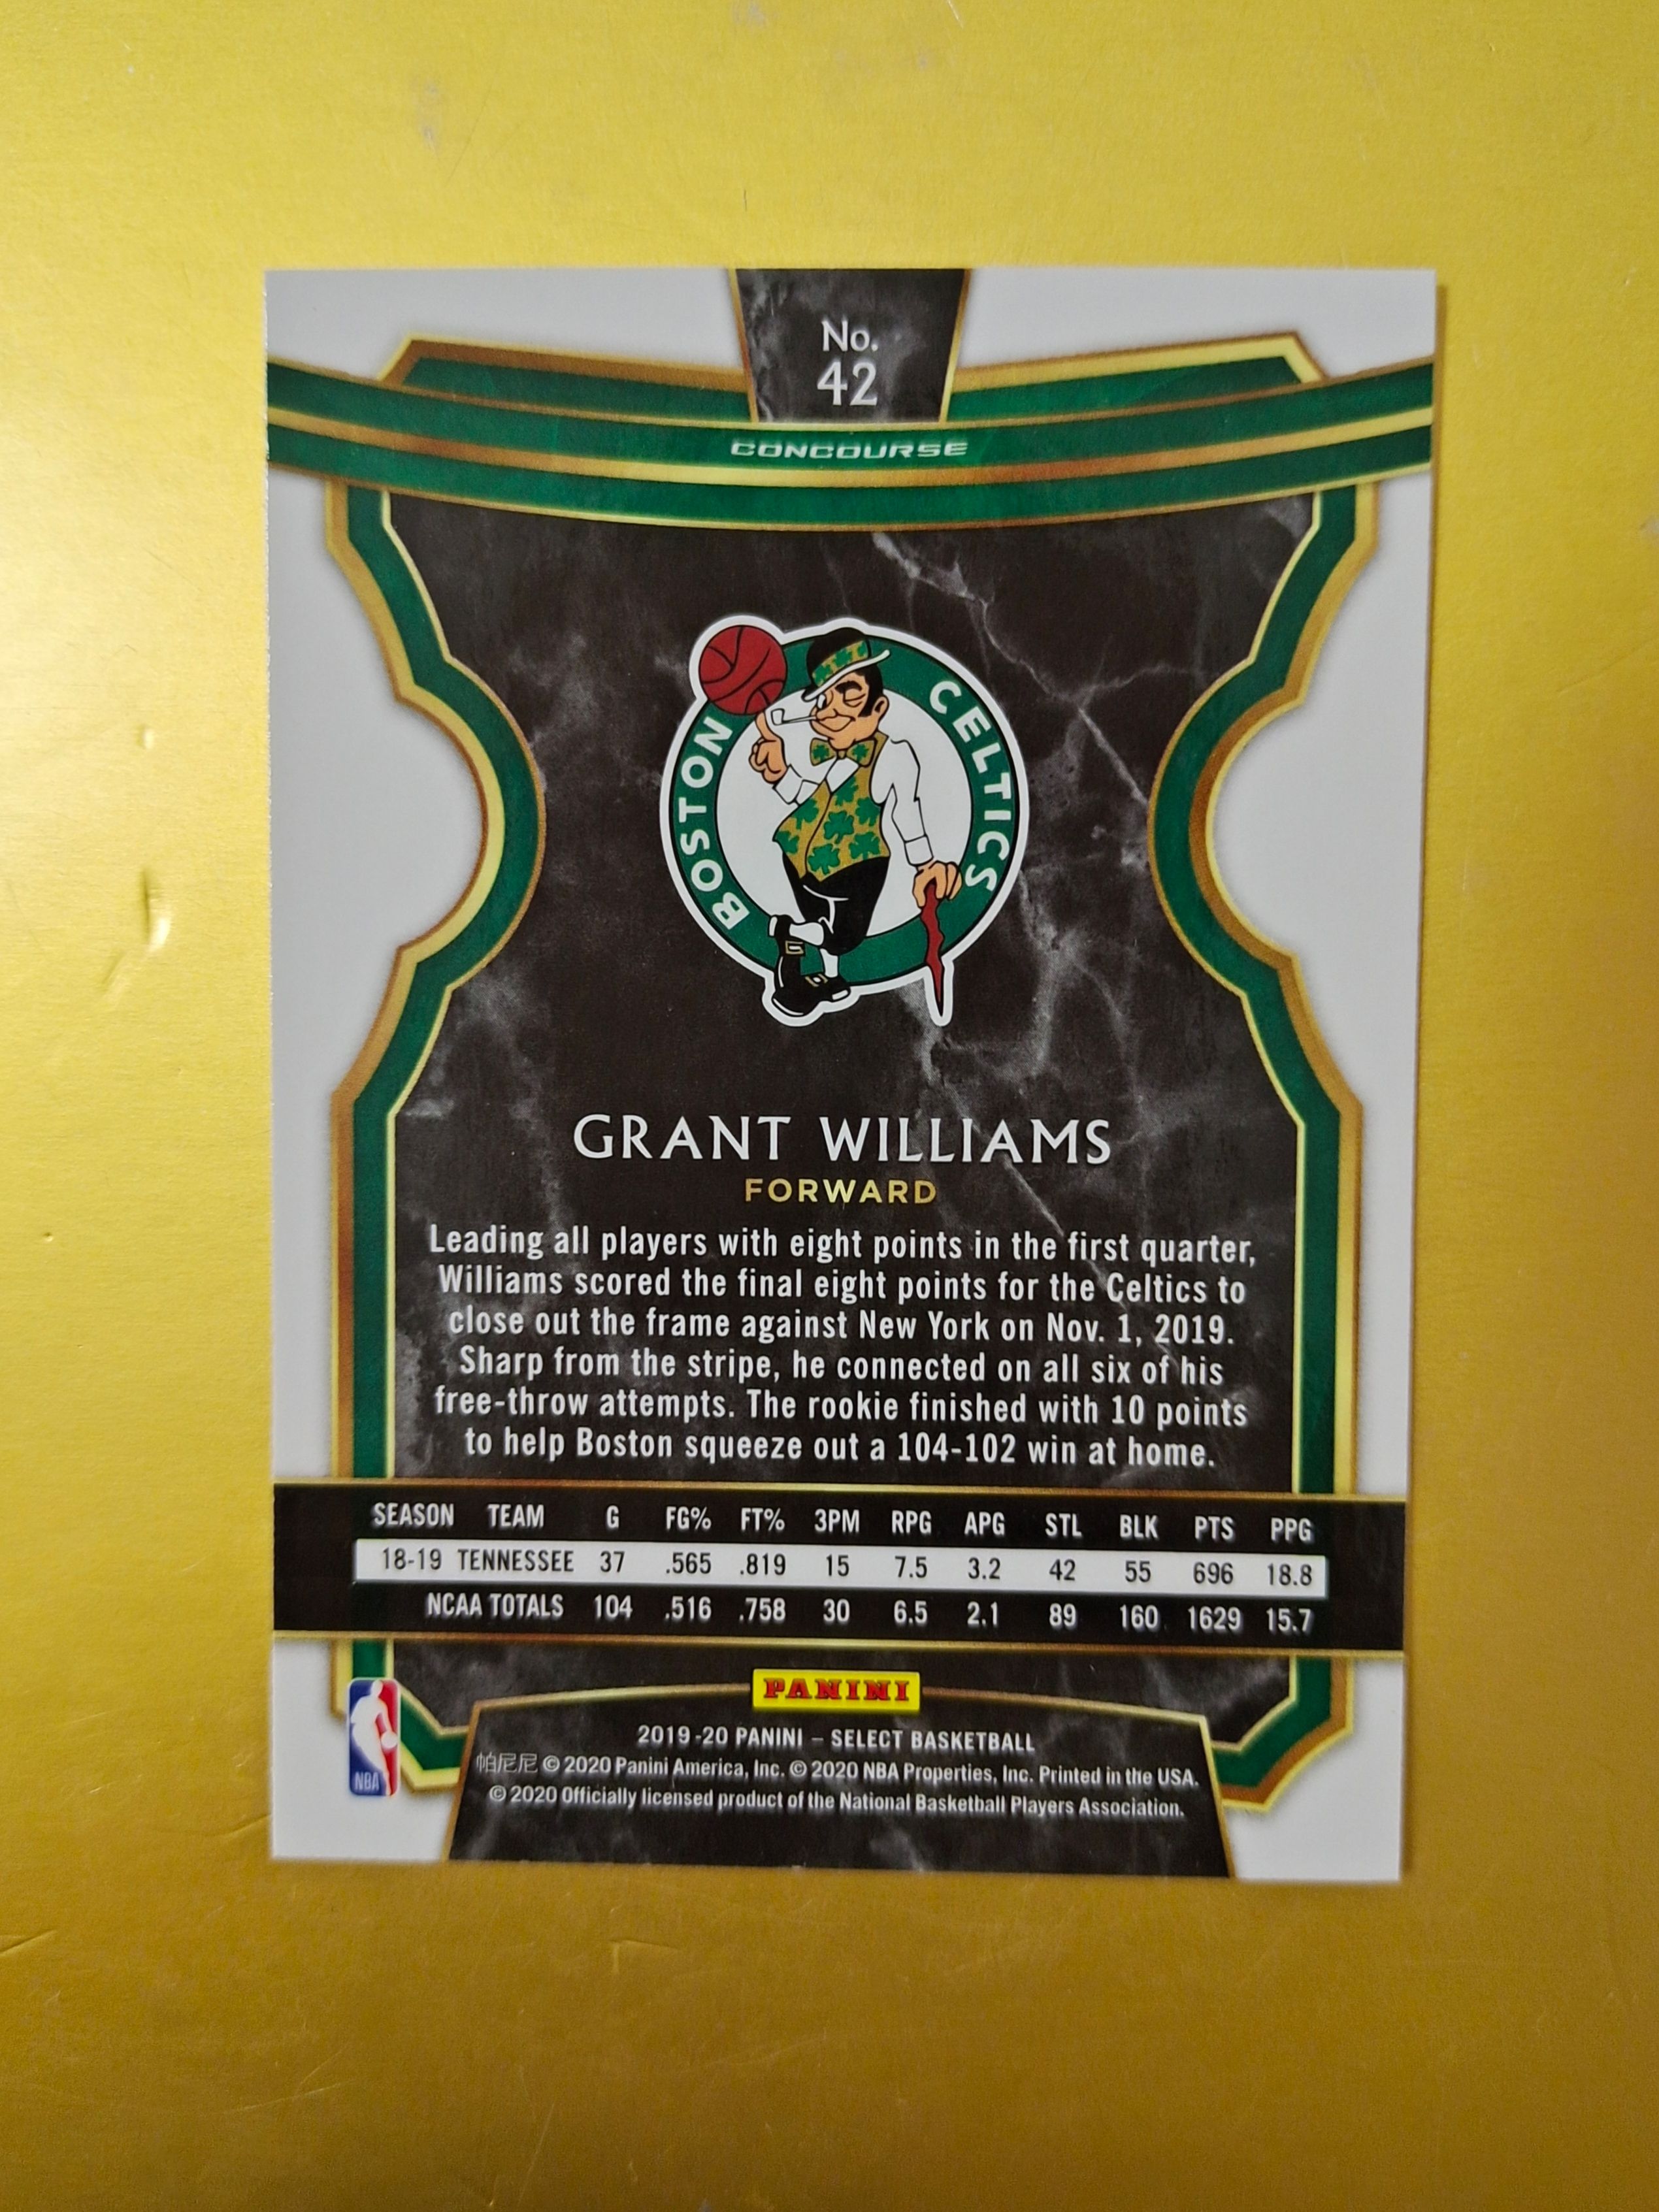 No.
42
CONCOURSE
BOSTON CELTICS
GRANT WILLIAMS
FORWARD
Leading all players with eight points in the first quarter,
Williams scored the final eight points for the Celtics to
close out the frame against New York on Nov. 1, 2019.
Sharp from the stripe, he connected on all six of his
free-throw attempts. The rookie finished with 10 points
to help Boston squeeze out a 104-102 win at home.
SEASON TEAM G FG% FT% 3PM RPG APG STL BLK PTS PPG
18-19 TENNESSEE 37 .565 .819 15 7.5 3.2 42 55 696 18.8
NCAA TOTALS 104 .516 .758 30 6.5 2.1 89 160 1629 15.7
PANINI
2019-20 PANINI – SELECT BASKETBALL
帕尼尼 © 2020 Panini America, Inc. © 2020 NBA Properties, Inc. Printed in the USA.
© 2020 Officially licensed product of the National Basketball Players Association.
NBA